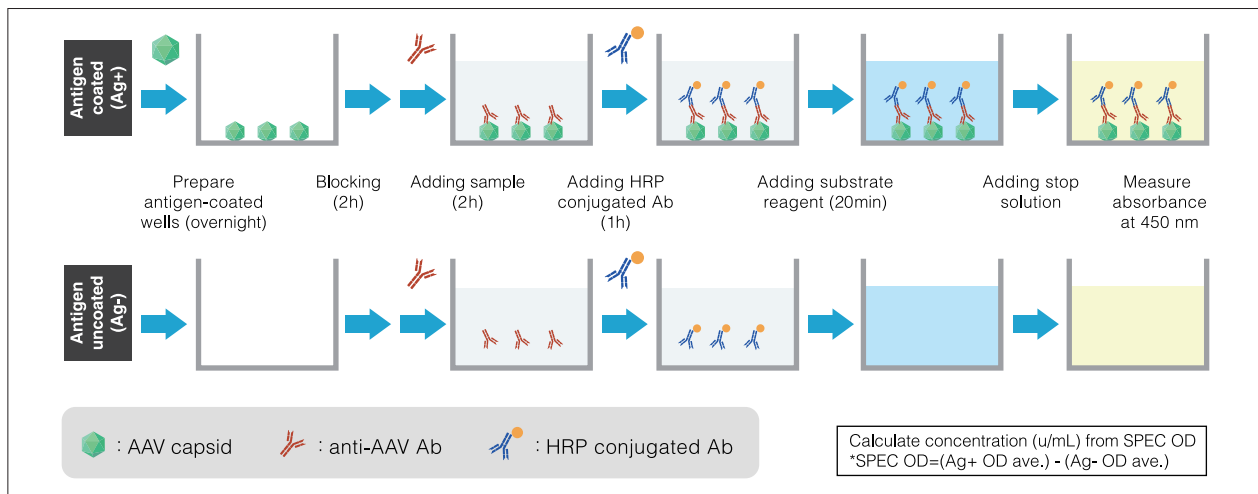 Antigen
coated
(Ag+)
Prepare
antigen-coated
wells (overnight)
Blocking
(2h)
Adding sample
(2h)
Adding HRP
conjugated Ab
(1h)
Adding substrate
reagent (20min)
Adding stop
solution
Measure
absorbance
at 450 nm
Antigen
uncoated
(Ag-)
: AAV capsid
: anti-AAV Ab
: HRP conjugated Ab
Calculate concentration (u/mL) from SPEC OD
*SPEC OD=(Ag+ OD ave.) - (Ag- OD ave.)